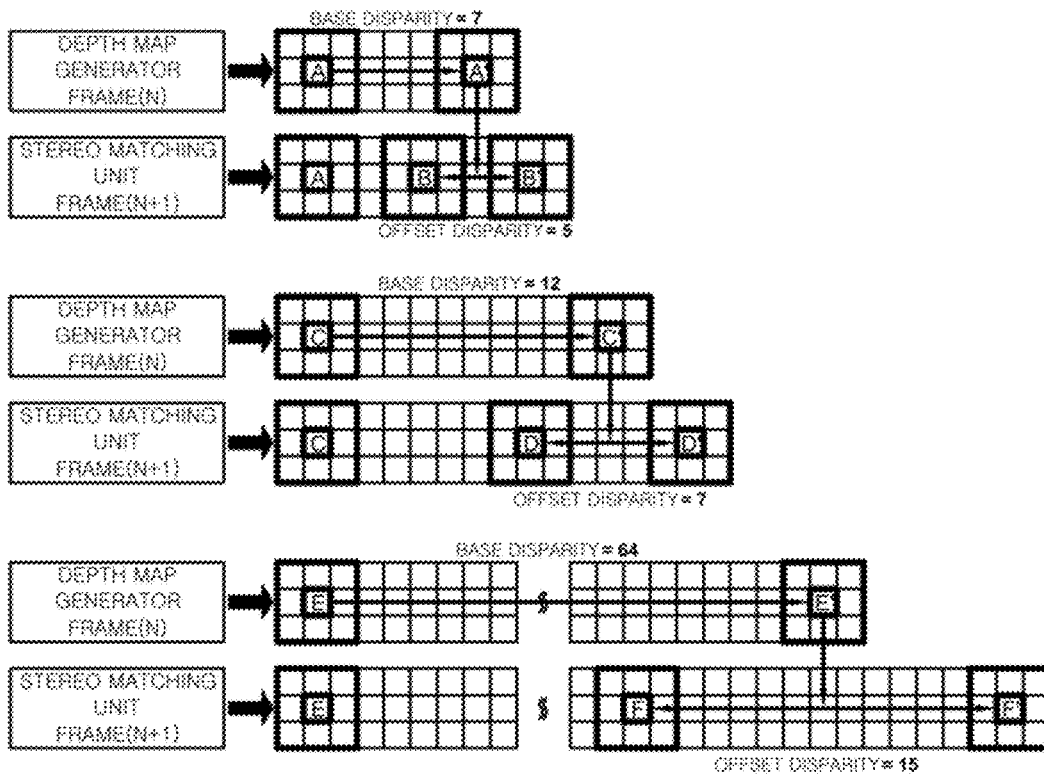 BASE DISPARITY = 7
DEPTH MAP
GENERATOR
FRAME(N)
A A'
STEREO MATCHING
UNIT
FRAME(N+1)
A B B'
OFFSET DISPARITY = 5
BASE DISPARITY = 12
DEPTH MAP
GENERATOR
FRAME(N)
C C'
STEREO MATCHING
UNIT
FRAME(N+1)
C D D'
OFFSET DISPARITY = 7
BASE DISPARITY = 64
DEPTH MAP
GENERATOR
FRAME(N)
E E'
STEREO MATCHING
UNIT
FRAME(N+1)
E F F'
OFFSET DISPARITY = 15